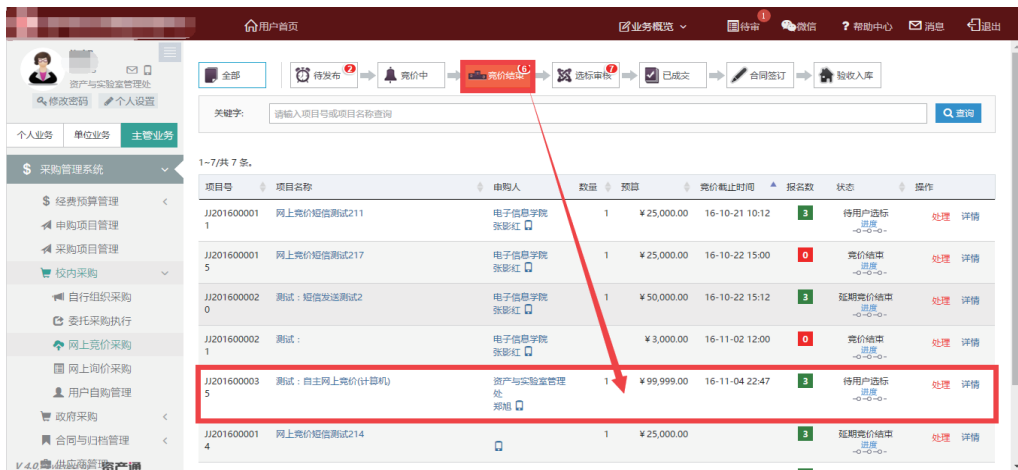 用户首页 业务概览 待审 1 微信 ? 帮助中心 消息 退出
资产与实验室管理处
修改密码 个人设置
个人业务 单位业务 主管业务
$ 采购管理系统
$ 经费预算管理
申购项目管理
采购项目管理
校内采购
自行组织采购
委托采购执行
网上竞价采购
网上询价采购
用户自购管理
政府采购
合同与归档管理
供应商管理
V 4.0
资产通
全部 待发布 2 竞价中 竞价结束 6 选标审核 7 已成交 合同签订 验收入库
关键字: 请输入项目号或项目名称查询 查询
1~7/共 7 条。
项目号 项目名称 申购人 数量 预算 竞价截止时间 报名数 状态 操作
JJ201600001 网上竞价短信测试211 电子信息学院 1 ¥25,000.00 16-10-21 10:12 3 待用户选标 处理 详情
1 张影红 进度
JJ201600001 网上竞价短信测试217 电子信息学院 1 ¥25,000.00 16-10-22 15:00 0 竞价结束 处理 详情
5 张影红 进度
JJ201600002 测试：短信发送测试2 电子信息学院 1 ¥50,000.00 16-10-22 15:12 3 延期竞价结束 处理 详情
0 张影红 进度
JJ201600002 测试： 电子信息学院 ¥3,000.00 16-11-02 12:00 0 竞价结束 处理 详情
1 张影红 进度
JJ201600003 测试：自主网上竞价(计算机) 资产与实验室管理 1 ¥99,999.00 16-11-04 22:47 3 待用户选标 处理 详情
5 处 进度
郑旭
JJ201600001 网上竞价短信测试214 1 ¥25,000.00 3 延期竞价结束 处理 详情
4 进度